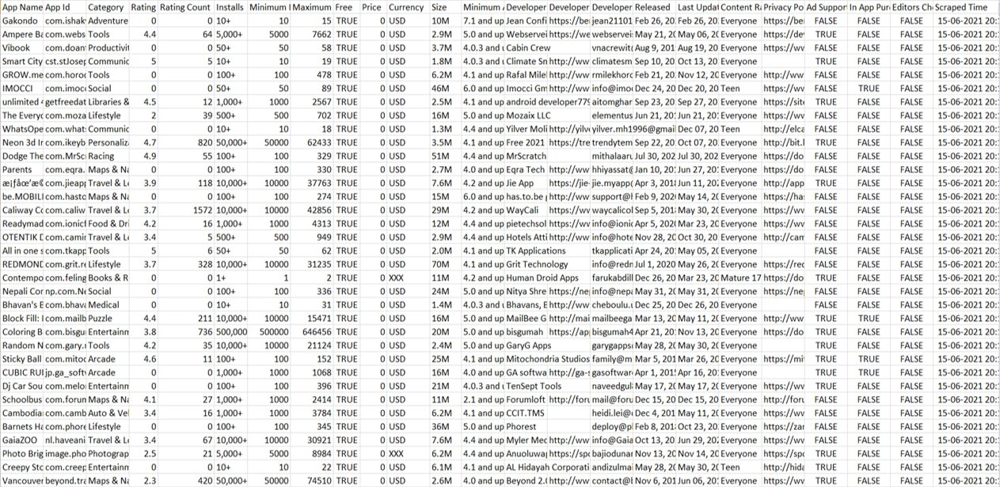 App Name App Id Category Rating Rating Count Installs Minimum I Maximum Free Price Currency Size Minimum A Developer Developer Developer Released Last Updat Content Ra Privacy Po Ad Support In App Pur Editors Ch Scraped Time
Gakondo com.ishak Adventure 0 0 10+ 10 15 TRUE 0 USD 10M 7.1 and up Jean Confi https://be jean21101 Feb 26, 202 Feb 26, 20 Everyone https://be FALSE FALSE FALSE 15-06-2021 20:
Ampere Ba com.webs Tools 4.4 64 5,000+ 5000 7662 TRUE 0 USD 2.9M 5.0 and up Webservei https://we webserveis May 21, 20 May 06, 20 Everyone https://de TRUE FALSE FALSE 15-06-2021 20:
Vibook com.doan Productivit 0 0 50+ 50 58 TRUE 0 USD 3.7M 4.0.3 and u Cabin Crew vnacrewit( Aug 9, 201 Aug 19, 20 Everyone https://ww FALSE FALSE FALSE 15-06-2021 20:
Smart City cst.stJosep Communic 5 5 10+ 10 19 TRUE 0 USD 1.8M 4.0.3 and u Climate Sn http://ww climatesm Sep 10, 20 Oct 13, 20 Everyone TRUE FALSE FALSE 15-06-2021 20:
GROW.me com.horoc Tools 0 0 100+ 100 478 TRUE 0 USD 6.2M 4.1 and up Rafal Mile http://ww rmilekhoro Feb 21, 20 Nov 12, 20 Everyone http://ww FALSE FALSE FALSE 15-06-2021 20:
IMOCCI com.imoc Social 0 0 50+ 50 89 TRUE 0 USD 46M 6.0 and up Imocci Gm http://ww info@imoc Dec 24, 20 Dec 20, 20 Teen https://ww FALSE TRUE FALSE 15-06-2021 20:
unlimited 4 getfreedat Libraries & 4.5 12 1,000+ 1000 2567 TRUE 0 USD 2.5M 4.1 and up android developer779 aitomghar Sep 23, 20 Sep 27, 20 Everyone https://site TRUE FALSE FALSE 15-06-2021 20:
The Everyc com.moza Lifestyle 2 39 500+ 500 702 TRUE 0 USD 16M 5.0 and up Mozaix LLC elementus Jun 21, 201 Jun 21, 20 Everyone https://ww FALSE FALSE FALSE 15-06-2021 20:
WhatsOpe com.what Communic 0 0 10+ 10 18 TRUE 0 USD 1.3M 4.4 and up Yilver Moli http://yilv yilver.mh1996@gmai Dec 07, 20 Teen http://elca FALSE FALSE FALSE 15-06-2021 20:
Neon 3d Ir com.ikeyb Personaliz 4.7 820 50,000+ 50000 62433 TRUE 0 USD 3.5M 4.1 and up Free 2021 https://tre trendytem Sep 22, 20 Oct 07, 20 Everyone http://bit.l TRUE FALSE FALSE 15-06-2021 20:
Dodge The com.MrSc Racing 4.9 55 100+ 100 329 TRUE 0 USD 51M 4.4 and up MrScratch mithalaaru Jul 30, 202 Jul 30, 202 Everyone https://do TRUE FALSE FALSE 15-06-2021 20:
Parents com.eqra. Maps & Na 0 0 100+ 100 330 TRUE 0 USD 2.7M 4.0 and up Eqra Tech http://ww hhiyassat( Jan 10, 201 Jun 27, 201 Everyone https://ww FALSE FALSE FALSE 15-06-2021 20:
com.jieapp Travel & Lo 3.9 118 10,000+ 10000 37763 TRUE 0 USD 7.6M 4.2 and up Jie App https://jie- jie.myapp Apr 3, 201 Jun 11, 202 Everyone http://app TRUE FALSE FALSE 15-06-2021 20:
be.MOBILI com.hasto Maps & Na 0 0 100+ 100 274 TRUE 0 USD 15M 6.0 and up has.to.be http://ww support@h Feb 9, 202 May 14, 20 Everyone https://ha FALSE FALSE FALSE 15-06-2021 20:
Caliway Co com.caliw Travel & Lo 3.7 1572 10,000+ 10000 42856 TRUE 0 USD 29M 4.2 and up WayCali https://ww waycalicol Sep 5, 201 May 30, 20 Everyone https://ww FALSE FALSE FALSE 15-06-2021 20:
Readymad com.ionicf Food & Dri 4.2 16 1,000+ 1000 4313 TRUE 0 USD 12M 4.4 and up pietechsol https://ww info@ionic Apr 5, 202 Mar 23, 20 Everyone https://ww FALSE FALSE FALSE 15-06-2021 20:
OTENTIK D com.camir Travel & Lo 3.4 5 500+ 500 949 TRUE 0 USD 2.9M 4.4 and up Hotels Atti http://ww info@hote Nov 28, 20 Oct 30, 201 Everyone http://cam FALSE FALSE FALSE 15-06-2021 20:
All in one s com.tkapp Tools 5 6 50+ 50 62 TRUE 0 USD 2.0M 4.1 and up TK Applications tkapplicati Apr 24, 20 May 05, 20 Everyone FALSE FALSE FALSE 15-06-2021 20:
REDMOND com.grit.re Lifestyle 3.7 328 10,000+ 10000 31235 TRUE 0 USD 70M 4.1 and up Grit Technology info@redm Jul 1, 2020 May 26, 20 Everyone https://red FALSE FALSE FALSE 15-06-2021 20:
Contempo com.feling Books & R 0 0 1+ 1 2 TRUE 0 XXX 11M 4.2 and up Human Droid Apps farukabdill Dec 26, 20 Mar 23, 20 Mature 17 https://do TRUE FALSE FALSE 15-06-2021 20:
Nepali Cor np.com.Ne Social 0 0 100+ 100 336 TRUE 0 USD 24M 5.0 and up Nitya Shre https://ne info@nepa May 31, 20 May 31, 20 Everyone https://ne FALSE FALSE FALSE 15-06-2021 20:
Bhavan's E com.bhava Medical 0 0 10+ 10 31 TRUE 0 USD 1.4M 4.0.3 and u Bhavans, E http://ww cheboulu. Dec 25, 20 Dec 26, 20 Everyone FALSE FALSE FALSE 15-06-2021 20:
Block Fill: I com.mailb Puzzle 4.4 211 10,000+ 10000 15471 TRUE 0 USD 16M 5.0 and up MailBee G http://mai mailbeega Mar 13, 20 May 11, 20 Everyone http://ww TRUE TRUE FALSE 15-06-2021 20:
Coloring B com.bisgu Entertainm 3.8 736 500,000 500000 646456 TRUE 0 USD 20M 5.0 and up bisgumah https://ap bisgumah4 Apr 21, 201 Nov 13, 20 Everyone https://do TRUE FALSE FALSE 15-06-2021 20:
Random N com.gary. Tools 4.2 35 10,000+ 10000 21124 TRUE 0 USD 2.4M 5.0 and up GaryG Apps garygapps May 28, 20 May 30, 20 Everyone TRUE FALSE FALSE 15-06-2021 20:
Sticky Ball com.mitoc Arcade 4.6 11 100+ 100 152 TRUE 0 USD 25M 4.1 and up Mitochondria Studios family@m Mar 5, 201 Mar 26, 20 Everyone https://mi TRUE TRUE FALSE 15-06-2021 20:
CUBIC RUI jp.ga_soft Arcade 0 0 1,000+ 1000 1068 TRUE 0 USD 16M 4.0 and up GA softwa http://ga-s gasoftwar Apr 1, 201 Apr 16, 201 Everyone TRUE TRUE FALSE 15-06-2021 20:
Dj Car Sou com.melo Entertainm 0 0 100+ 100 396 TRUE 0 USD 21M 4.0.3 and u TenSept Tools naveedgul May 17, 20 May 17, 20 Everyone https://ww TRUE FALSE FALSE 15-06-2021 20:
Schoolbus com.forum Maps & Na 4.1 27 1,000+ 1000 2414 TRUE 0 USD 11M 2.1 and up Forumloft http://foru mail@foru Dec 15, 20 Dec 15, 20 Everyone http://foru FALSE FALSE FALSE 15-06-2021 20:
Cambodia com.camb Auto & Vel 3.4 16 1,000+ 1000 3784 TRUE 0 USD 6.2M 4.1 and up CCIT.TMS heidi.lei@ Dec 4, 201 May 11, 20 Everyone https://ww FALSE FALSE FALSE 15-06-2021 20:
Barnets Ha com.phore Lifestyle 0 0 100+ 100 345 TRUE 0 USD 36M 5.0 and up Phorest deploy@pl Feb 8, 201 Oct 23, 20 Everyone https://zar FALSE FALSE FALSE 15-06-2021 20:
GaiaZOO nl.haveani Travel & Lo 3.4 67 10,000+ 10000 30921 TRUE 0 USD 7.6M 4.4 and up Myler Med http://ww info@Gaia Oct 13, 20 Jun 29, 202 Everyone https://ww TRUE FALSE FALSE 15-06-2021 20:
Photo Brig image.pho Photograp 2.5 21 5,000+ 5000 8984 TRUE 0 XXX 6.2M 4.4 and up Anuoluwa https://spo bajiodunar Nov 13, 20 Nov 14, 20 Everyone https://spo TRUE FALSE FALSE 15-06-2021 20:
Creepy Sto com.creep Entertainm 0 0 10+ 10 22 TRUE 0 USD 6.1M 4.1 and up AL Hidayah Corporati andizulmai May 28, 20 May 30, 20 Teen http://hida TRUE FALSE FALSE 15-06-2021 20:
Vancouver beyond.tra Maps & Na 2.3 420 50,000+ 50000 74510 TRUE 0 USD 2.6M 4.0 and up Beyond 2.0 http://ww contact@l Nov 6, 201 Jun 06, 201 Everyone http://ww TRUE FALSE FALSE 15-06-2021 20: